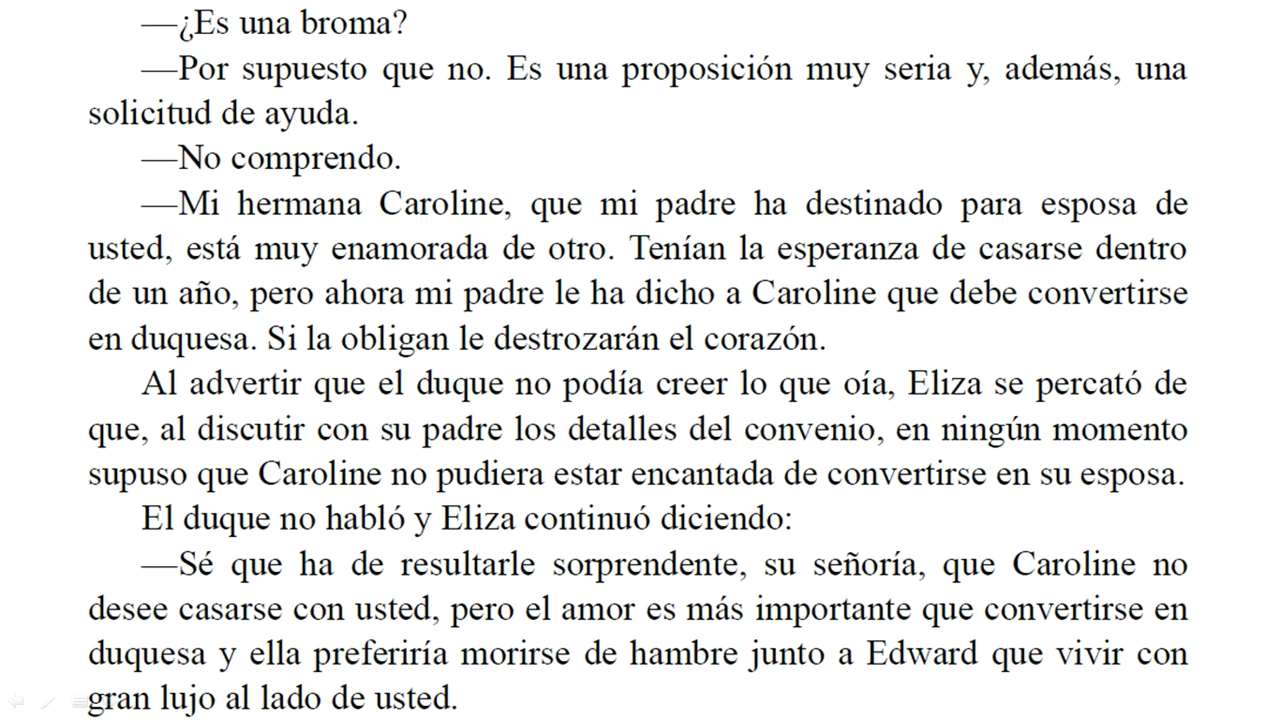 —¿Es una broma?
—Por supuesto que no. Es una proposición muy seria y, además, una
solicitud de ayuda.
—No comprendo.
—Mi hermana Caroline, que mi padre ha destinado para esposa de
usted, está muy enamorada de otro. Tenían la esperanza de casarse dentro
de un año, pero ahora mi padre le ha dicho a Caroline que debe convertirse
en duquesa. Si la obligan le destrozarán el corazón.
Al advertir que el duque no podía creer lo que oía, Eliza se percató de
que, al discutir con su padre los detalles del convenio, en ningún momento
supuso que Caroline no pudiera estar encantada de convertirse en su esposa.
El duque no habló y Eliza continuó diciendo:
—Sé que ha de resultarle sorprendente, su señoría, que Caroline no
desee casarse con usted, pero el amor es más importante que convertirse en
duquesa y ella preferiría morirse de hambre junto a Edward que vivir con
gran lujo al lado de usted.